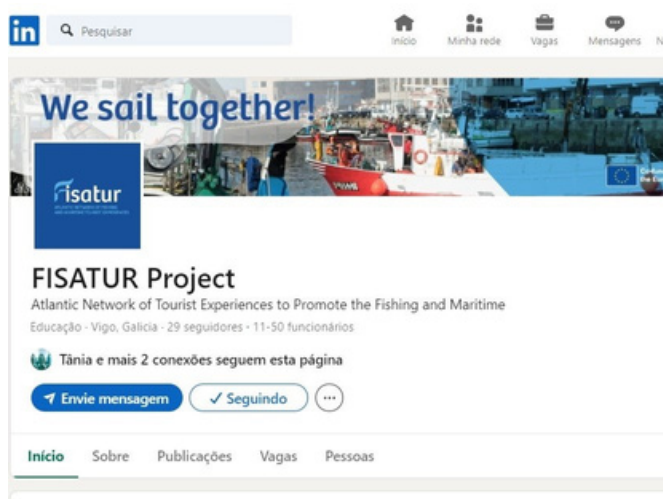 in
Pesquisar
Início
Minha rede
Vagas
Mensagens
N
We sail together!
Fisatur
FISATUR Project
Atlantic Network of Tourist Experiences to Promote the Fishing and Maritime
Educação · Vigo, Galicia · 29 seguidores · 11-50 funcionários
Tânia e mais 2 conexões seguem esta página
Envie mensagem
Seguindo
Início
Sobre
Publicações
Vagas
Pessoas